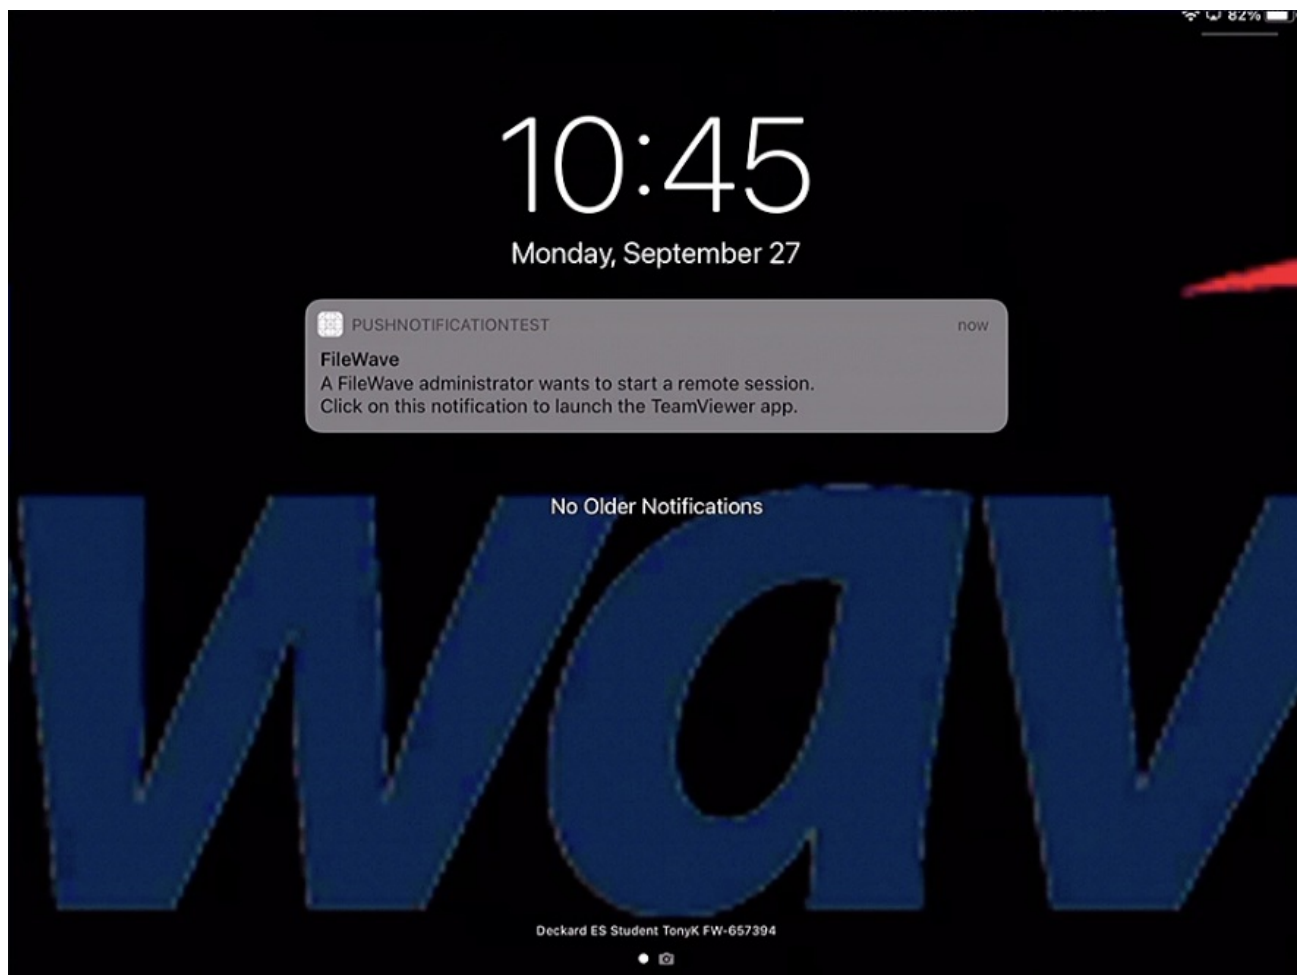 82%
10:45
Monday, September 27
PUSHNOTIFICATIONTEST now
FileWave
A FileWave administrator wants to start a remote session.
Click on this notification to launch the TeamViewer app.
No Older Notifications
wav
Deckard ES Student TonyK FW-657394